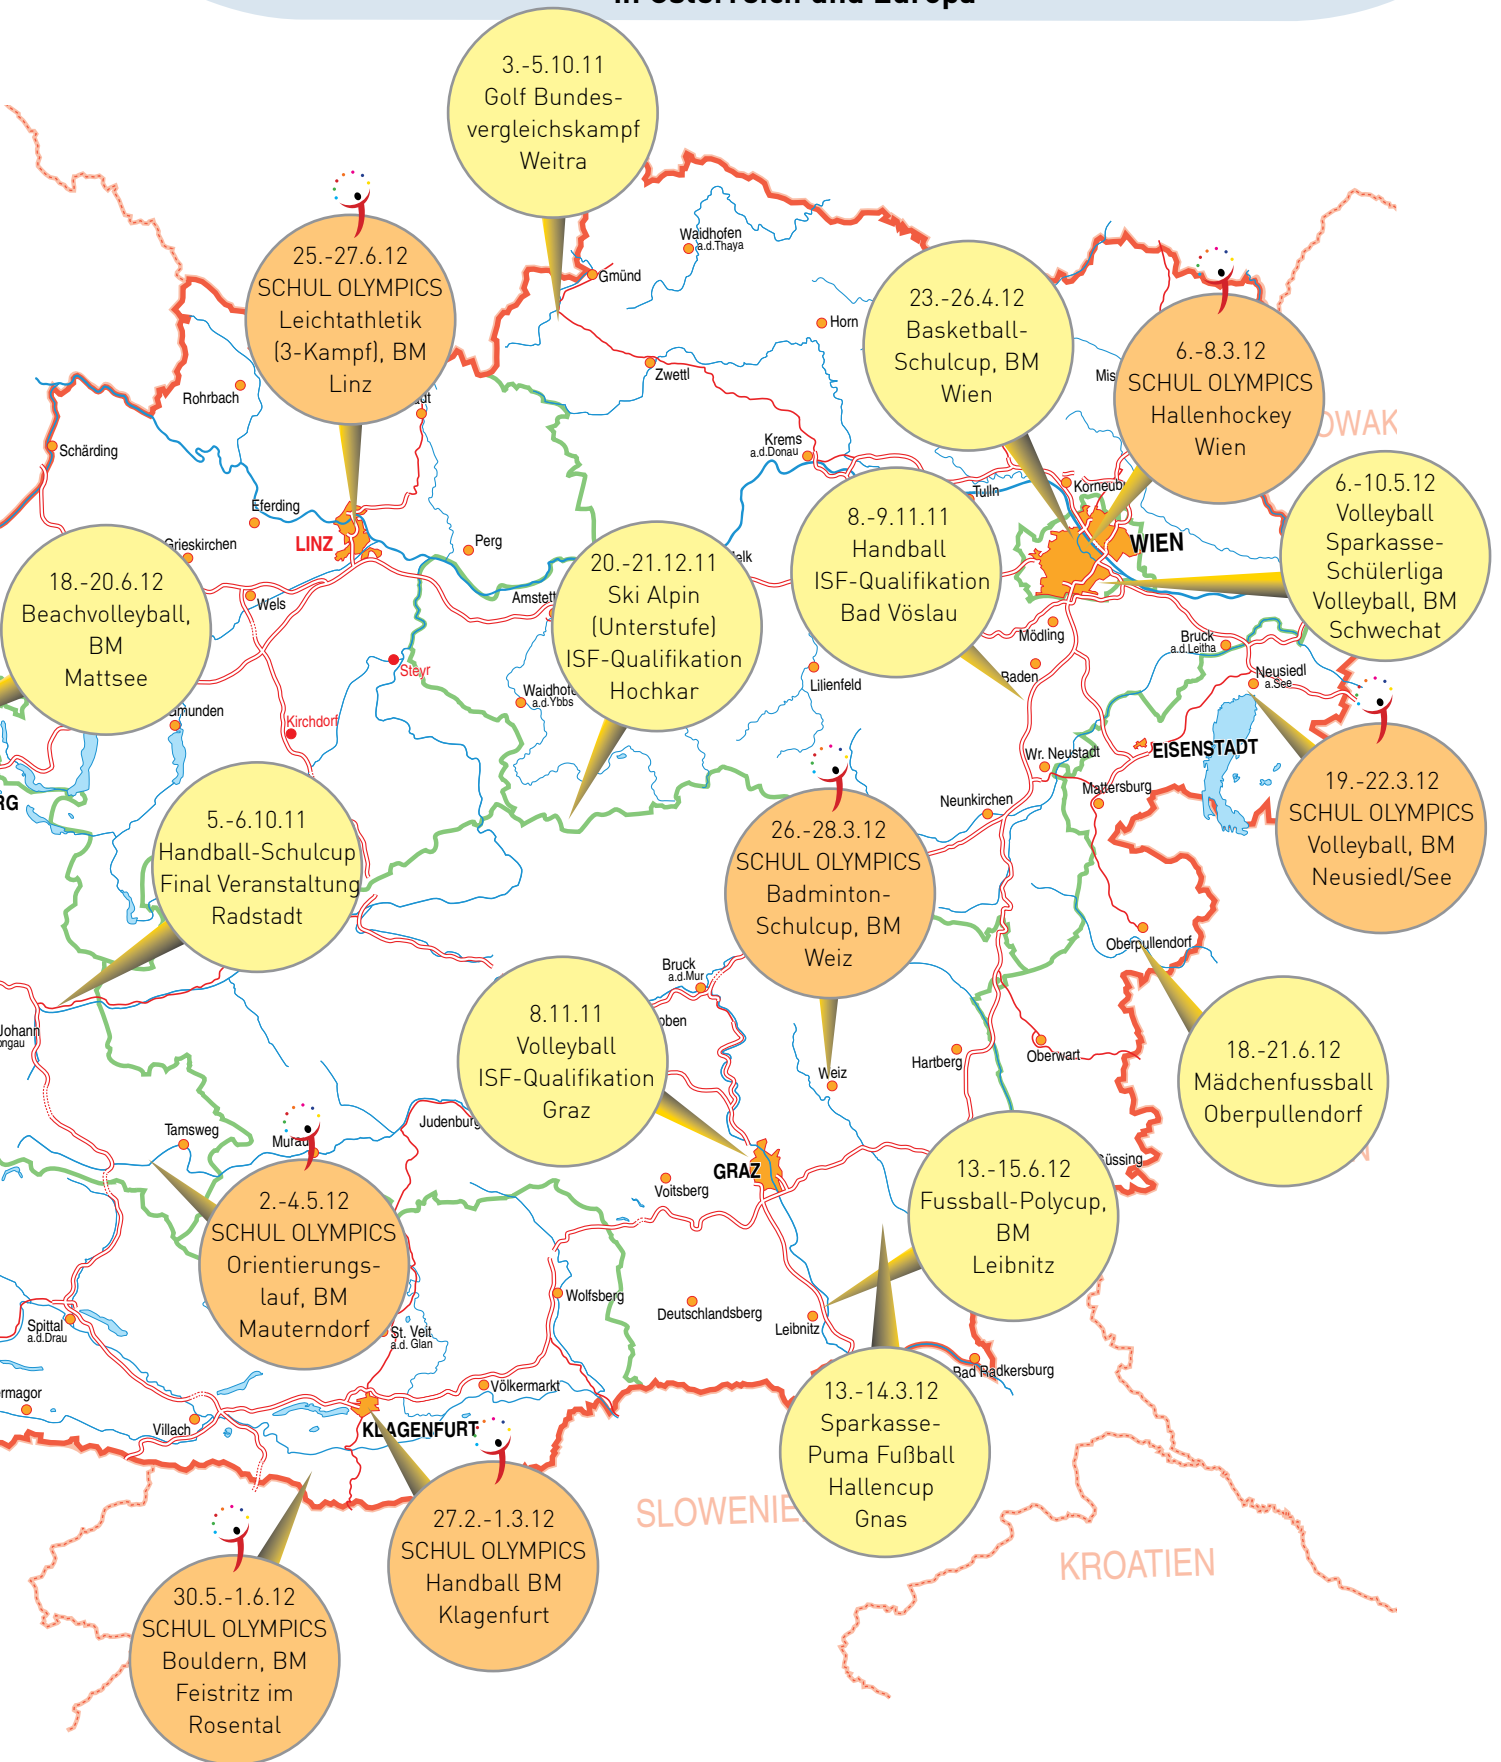 in Österreich und Europa
3.-5.10.11
Golf Bundes-
vergleichskampf
Weitra
25.-27.6.12
SCHUL OLYMPICS
Leichtathletik
(3-Kampf), BM
Linz
Waidhofen
a.d.Thaya
Gmünd
Horn
Zwettl
Rohrbach
Schärding
Krems
a.d.Donau
23.-26.4.12
Basketball-
Schulcup, BM
Wien
6.-8.3.12
SCHUL OLYMPICS
Hallenhockey
Wien
6.-10.5.12
Volleyball
Sparkasse-
Schülerliga
Volleyball, BM
Schwechat
Tulln
Eferding
LINZ
Perg
Grieskirchen
Wels
WIEN
8.-9.11.11
Handball
ISF-Qualifikation
Bad Vöslau
20.-21.12.11
Ski Alpin
(Unterstufe)
ISF-Qualifikation
Hochkar
18.-20.6.12
Beachvolleyball,
BM
Mattsee
Mödling
Baden
Bruck
a.d.Leitha
Neusiedl
a.See
Steyr
Kirchdorf
a.d.Ybbs
Lilienfeld
EISENSTADT
Wr. Neustadt
Mattersburg
Neunkirchen
19.-22.3.12
SCHUL OLYMPICS
Volleyball, BM
Neusiedl/See
5.-6.10.11
Handball-Schulcup
Final Veranstaltung
Radstadt
26.-28.3.12
SCHUL OLYMPICS
Badminton-
Schulcup, BM
Weiz
Oberpullendorf
Bruck
a.d.Mur
8.11.11
Volleyball
ISF-Qualifikation
Graz
Hartberg
Oberwart
Weiz
18.-21.6.12
Mädchenfussball
Oberpullendorf
Tamsweg
Murau
Judenburg
GRAZ
Voitsberg
13.-15.6.12
Fussball-Polycup,
BM
Leibnitz
2.-4.5.12
SCHUL OLYMPICS
Orientierungs-
lauf, BM
Mauterndorf
Wolfsberg
Deutschlandsberg
Leibnitz
Spittal
a.d.Drau
St. Veit
a.d. Glan
Bad Radkersburg
Völkermarkt
Villach
KLAGENFURT
13.-14.3.12
Sparkasse-
Puma Fußball
Hallencup
Gnas
27.2.-1.3.12
SCHUL OLYMPICS
Handball BM
Klagenfurt
SLOWENIE
KROATIEN
30.5.-1.6.12
SCHUL OLYMPICS
Bouldern, BM
Feistritz im
Rosental